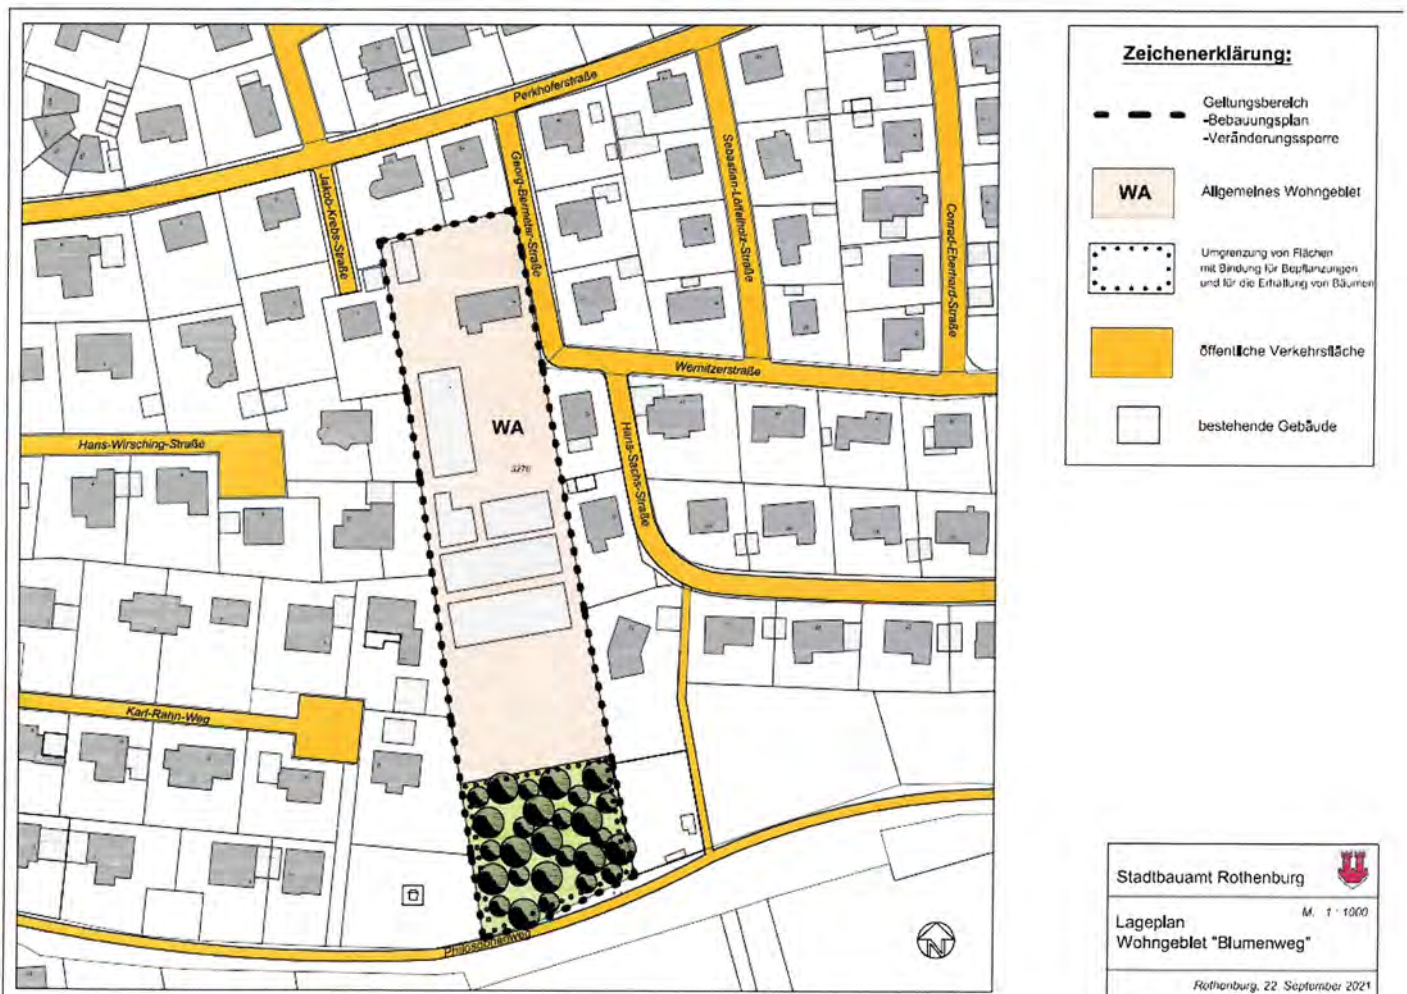 Perkhoferstraße
Jakob-Krebs-Straße
Georg-Bermeter-Straße
Sebastian-Löffelholz-Straße
Conrad-Eberhard-Straße
Wörnitzerstraße
Hans-Sachs-Straße
Hans-Wirsching-Straße
WA
3276
Karl-Rahn-Weg
Philosophenweg
N
Zeichenerklärung:
Geltungsbereich
-Bebauungsplan
-Veränderungssperre
WA
Allgemeines Wohngebiet
Umgrenzung von Flächen
mit Bindung für Bepflanzungen
und für die Erhaltung von Bäumen
öffentliche Verkehrsfläche
bestehende Gebäude
Stadtbauamt Rothenburg
M. 1 : 1000
Lageplan
Wohngebiet "Blumenweg"
Rothenburg, 22. September 2021